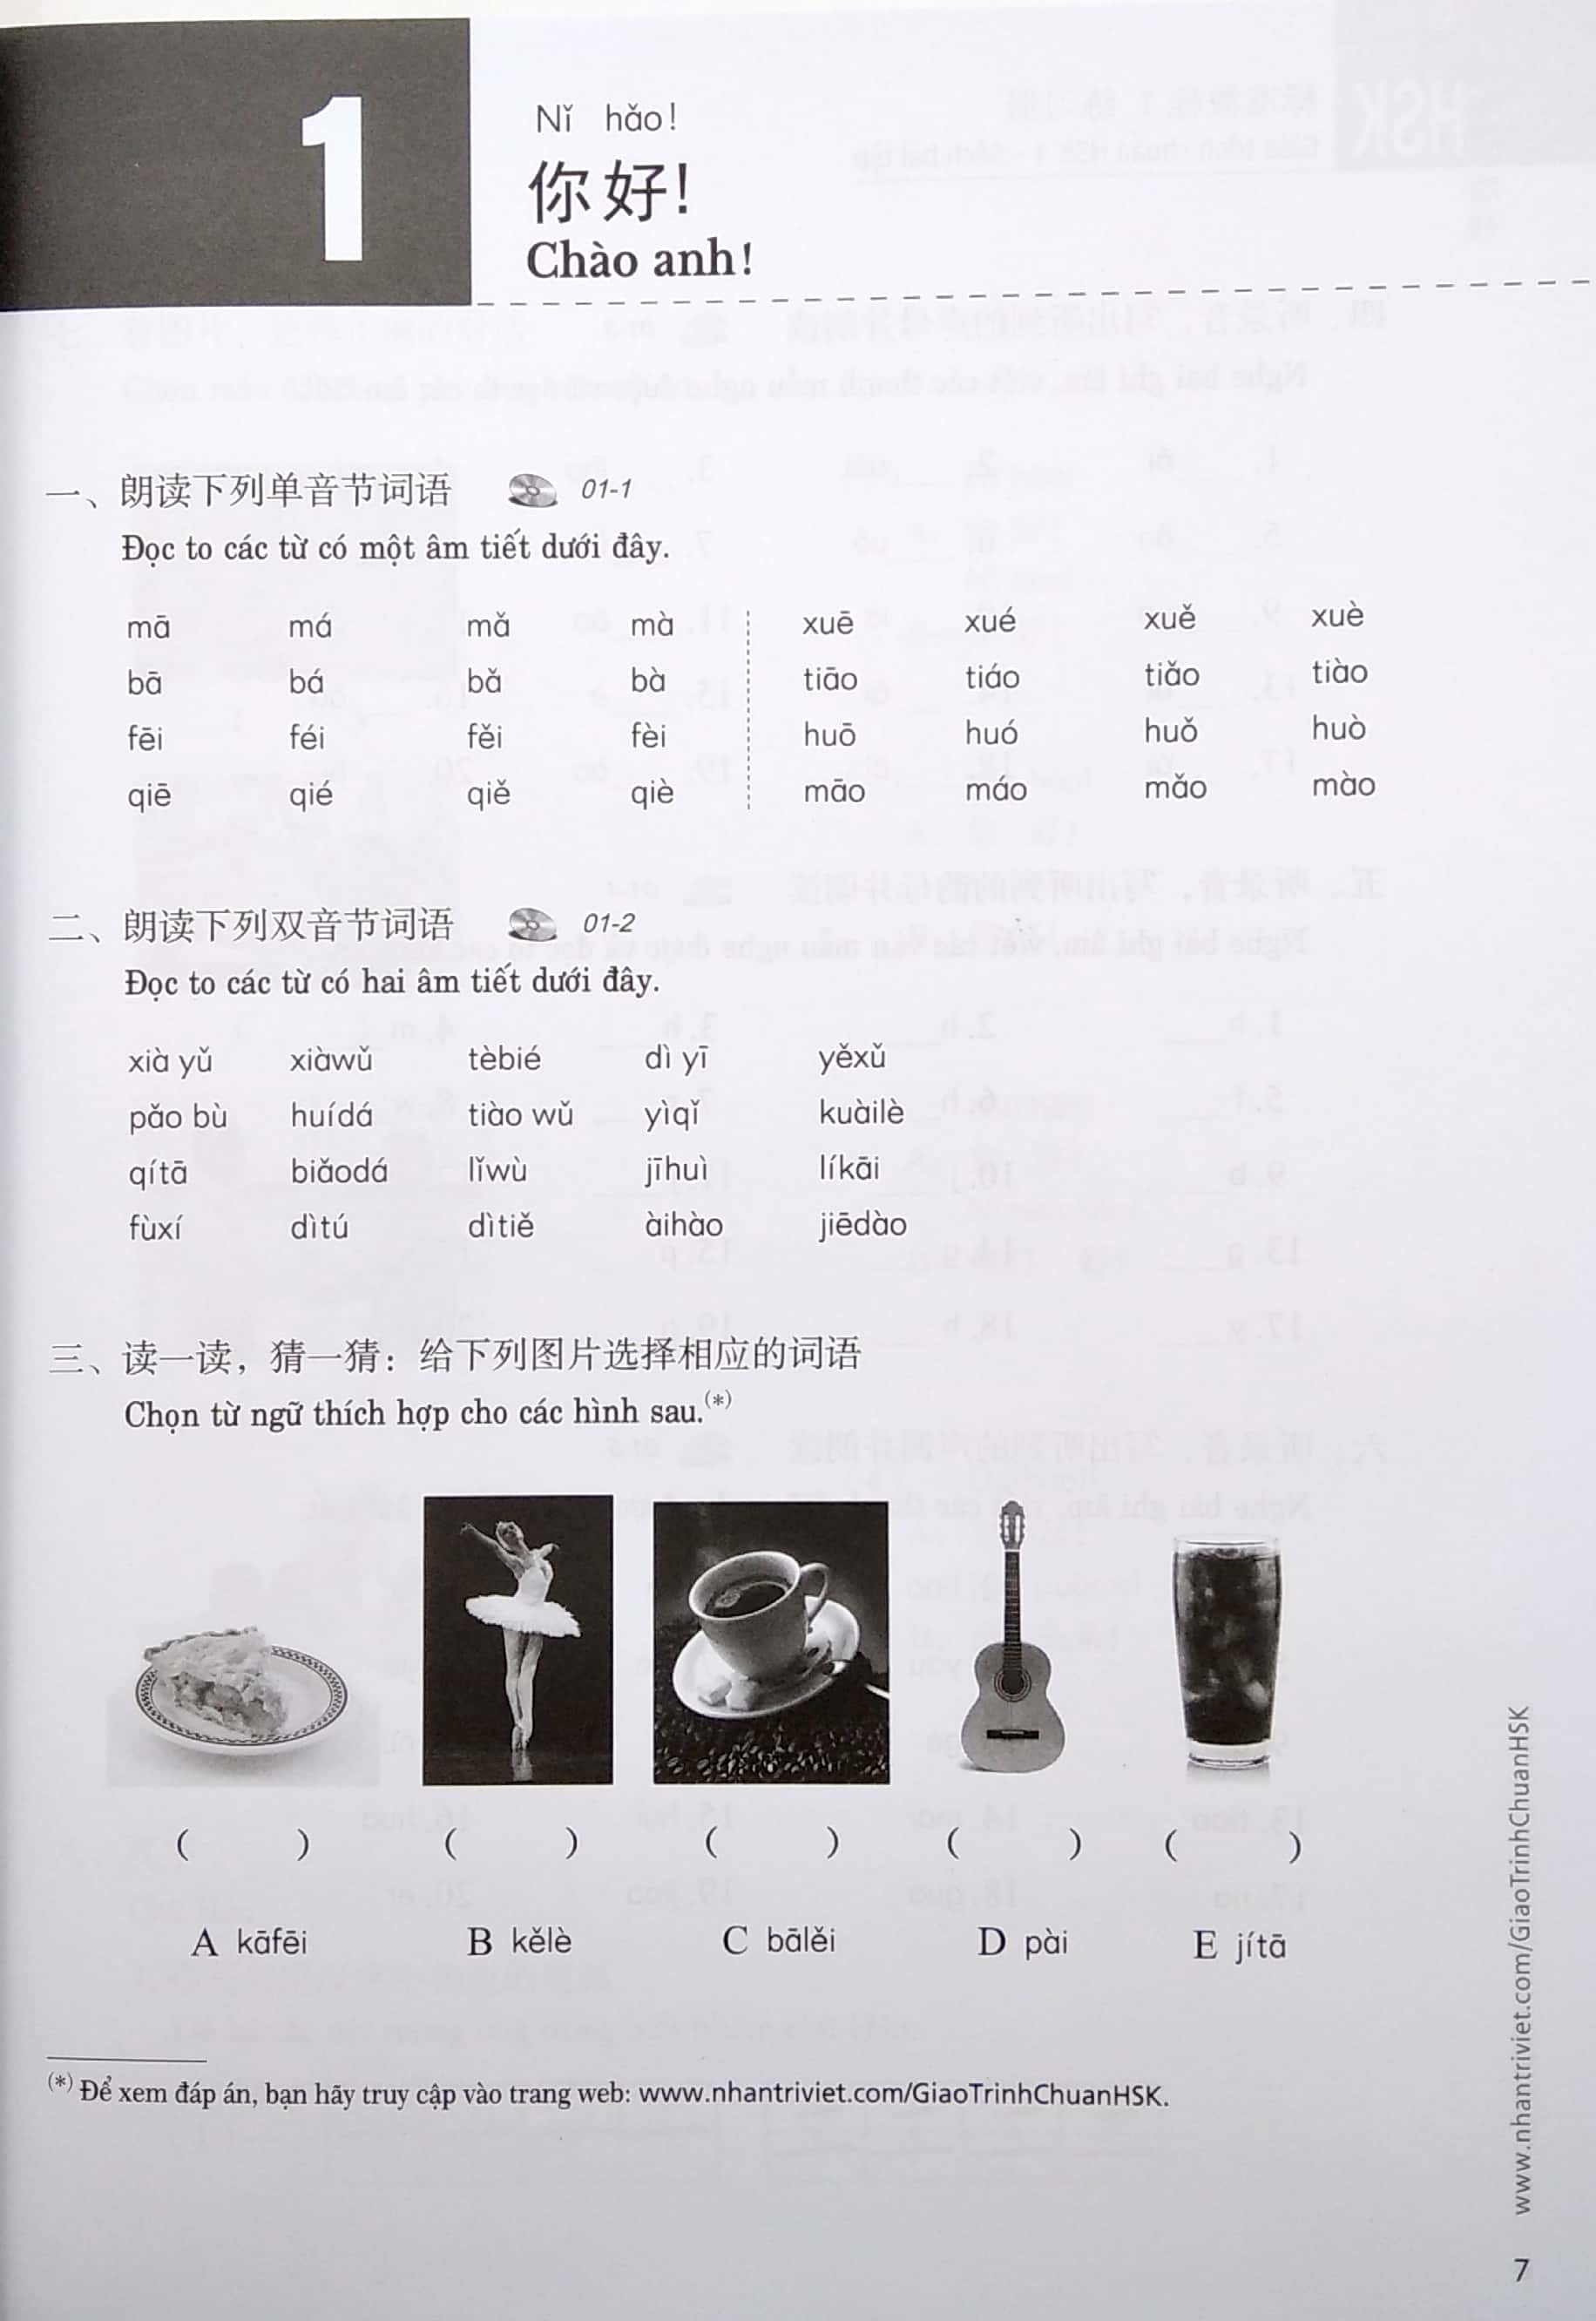 1
Nǐ hǎo!
你好!
Chào anh!
一、朗读下列单音节词语 01-1
Đọc to các từ có một âm tiết dưới đây.
mā má mǎ mà xuē xué xuě xuè
bā bá bǎ bà tiāo tiáo tiǎo tiào
fēi féi fěi fèi huō huó huǒ huò
qiē qié qiě qiè māo máo mǎo mào
二、朗读下列双音节词语 01-2
Đọc to các từ có hai âm tiết dưới đây.
xià yǔ xiàwǔ tèbié dì yī yěxǔ
pǎo bù huídá tiào wǔ yìqǐ kuàilè
qítā biǎodá lǐwù jīhuì líkāi
fùxí dìtú dìtiě àihào jiēdào
三、读一读，猜一猜：给下列图片选择相应的词语
Chọn từ ngữ thích hợp cho các hình sau.(*)
( ) ( ) ( ) ( ) ( )
A kāfēi B kělè C bālěi D pài E jítā
(*) Để xem đáp án, bạn hãy truy cập vào trang web: www.nhantriviet.com/GiaoTrinhChuanHSK.
www.nhantriviet.com/GiaoTrinhChuanHSK
7